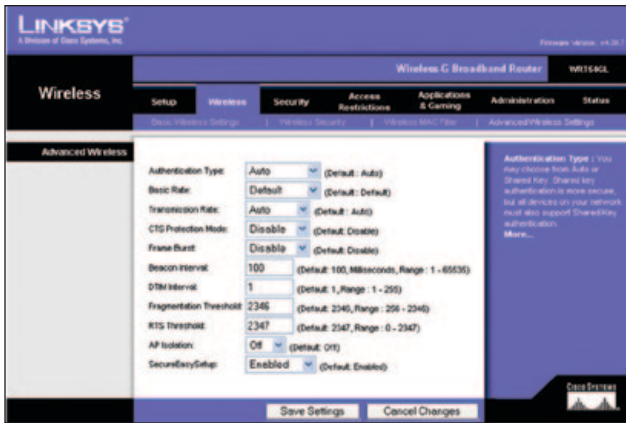 LINKSYS®
A Division of Cisco Systems, Inc.
Firmware Version: v4.30.7
Wireless-G Broadband Router WRT54GL
Wireless
Setup Wireless Security Access Restrictions Applications & Gaming Administration Status
Basic Wireless Settings | Wireless Security | Wireless MAC Filter | Advanced Wireless Settings
Advanced Wireless
Authentication Type: Auto (Default: Auto)
Basic Rate: Default (Default: Default)
Transmission Rate: Auto (Default: Auto)
CTS Protection Mode: Disable (Default: Disable)
Frame Burst: Disable (Default: Disable)
Beacon Interval: 100 (Default: 100, Milliseconds, Range: 1 - 65535)
DTIM Interval: 1 (Default: 1, Range: 1 - 255)
Fragmentation Threshold: 2346 (Default: 2346, Range: 256 - 2346)
RTS Threshold: 2347 (Default: 2347, Range: 0 - 2347)
AP Isolation: Off (Default: Off)
SecureEasySetup: Enabled (Default: Enabled)
Authentication Type : You
may choose from Auto or
Shared Key. Shared key
authentication is more secure,
but all devices on your network
must also support Shared Key
authentication.
More...
Save Settings Cancel Changes
CISCO SYSTEMS